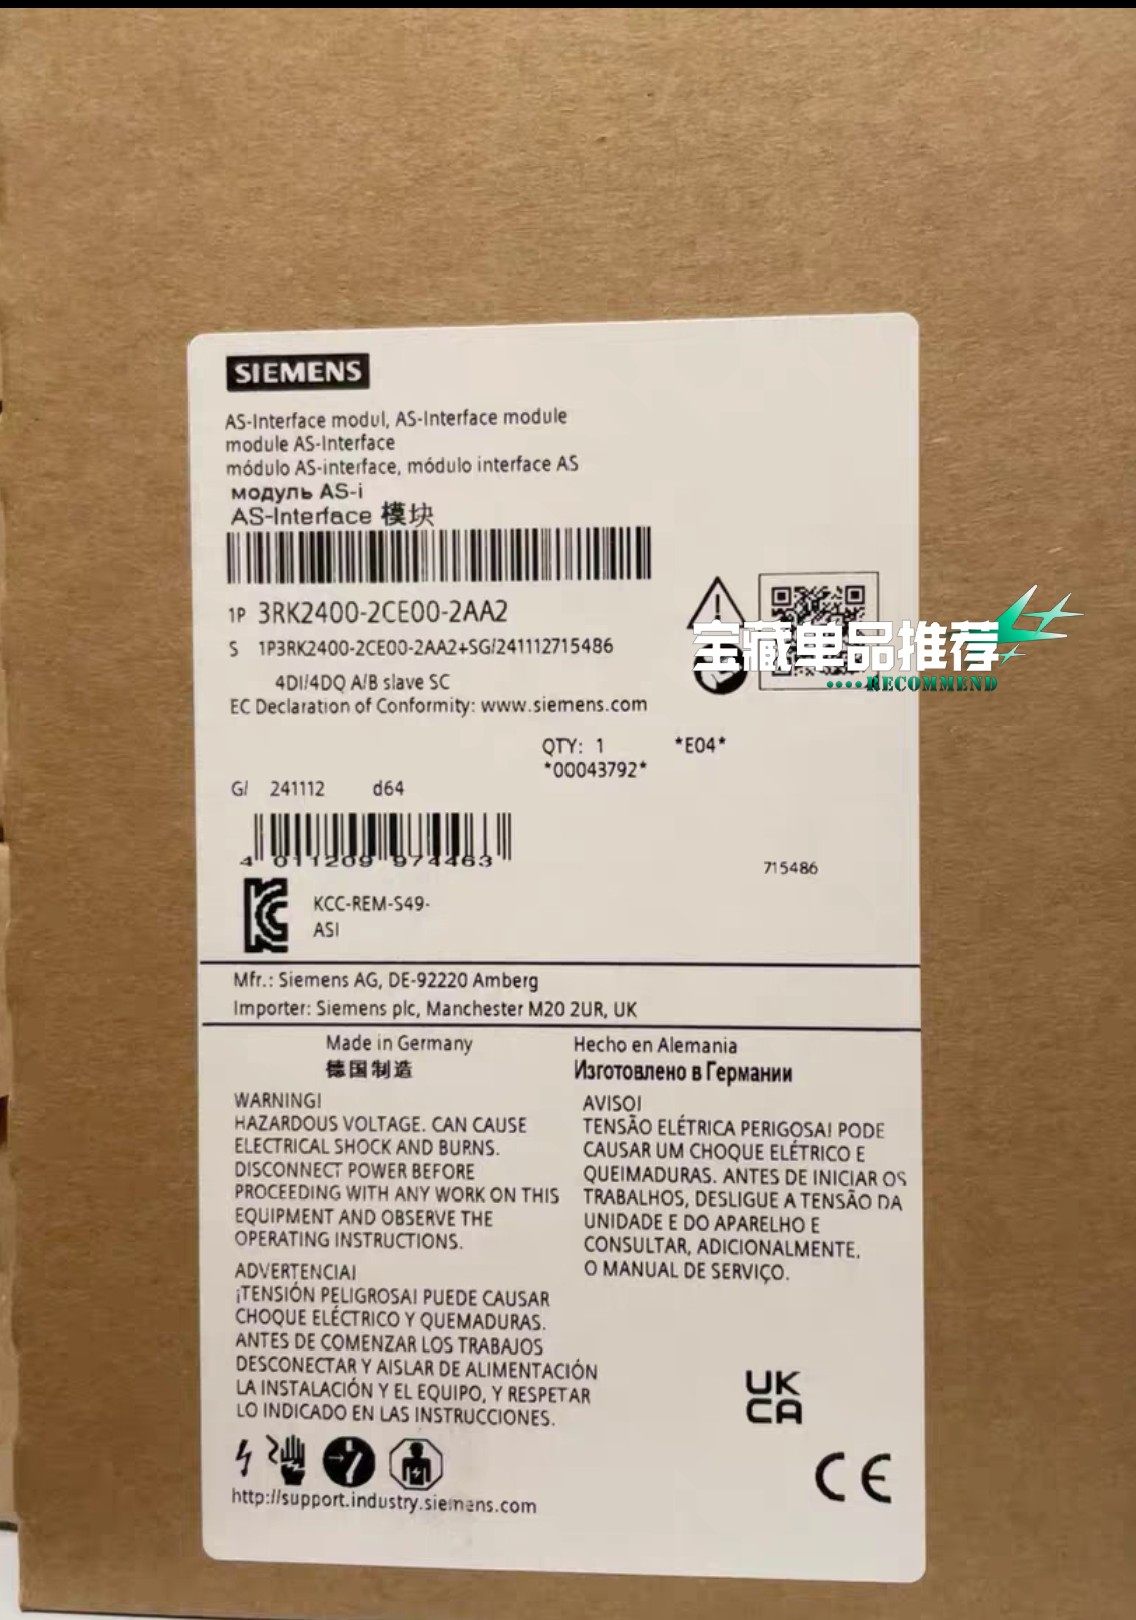 SIEMENS
AS-Interface modul, AS-Interface module
module AS-Interface
módulo AS-interface, módulo interface AS
модуль AS-i
AS-Interface 模块
1P 3RK2400-2CE00-2AA2
S 1P3RK2400-2CE00-2AA2+SG/241112715486
宝藏单品推荐
RECOMMEND
4DI/4DQ A/B slave SC
EC Declaration of Conformity: www.siemens.com
QTY: 1 *E04*
*00043792*
G/ 241112 d64
4 011209 974463
715486
KCC-REM-S49-
ASI
Mfr.: Siemens AG, DE-92220 Amberg
Importer: Siemens plc, Manchester M20 2UR, UK
Made in Germany Hecho en Alemania
德国制造 Изготовлено в Германии
WARNING!
HAZARDOUS VOLTAGE. CAN CAUSE
ELECTRICAL SHOCK AND BURNS.
DISCONNECT POWER BEFORE
PROCEEDING WITH ANY WORK ON THIS
EQUIPMENT AND OBSERVE THE
OPERATING INSTRUCTIONS.
ADVERTENCIA!
¡TENSIÓN PELIGROSA! PUEDE CAUSAR
CHOQUE ELÉCTRICO Y QUEMADURAS.
ANTES DE COMENZAR LOS TRABAJOS
DESCONECTAR Y AISLAR DE ALIMENTACIÓN
LA INSTALACIÓN Y EL EQUIPO, Y RESPETAR
LO INDICADO EN LAS INSTRUCCIONES.
AVISO!
TENSÃO ELÉTRICA PERIGOSA! PODE
CAUSAR UM CHOQUE ELÉTRICO E
QUEIMADURAS. ANTES DE INICIAR OS
TRABALHOS, DESLIGUE A TENSÃO DA
UNIDADE E DO APARELHO E
CONSULTAR, ADICIONALMENTE,
O MANUAL DE SERVIÇO.
UK
CA
CE
http://support.industry.siemens.com